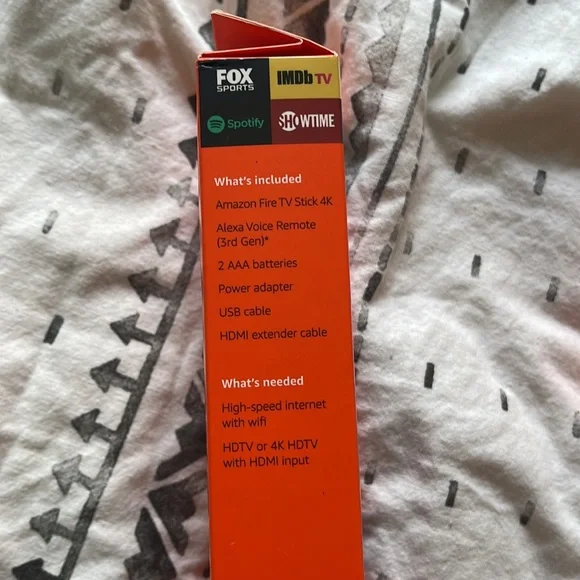 FOX
SPORTS
IMDb TV
Spotify
SHOWTIME
What's included
Amazon Fire TV Stick 4K
Alexa Voice Remote
(3rd Gen)*
2 AAA batteries
Power adapter
USB cable
HDMI extender cable
What's needed
High-speed internet
with wifi
HDTV or 4K HDTV
with HDMI input